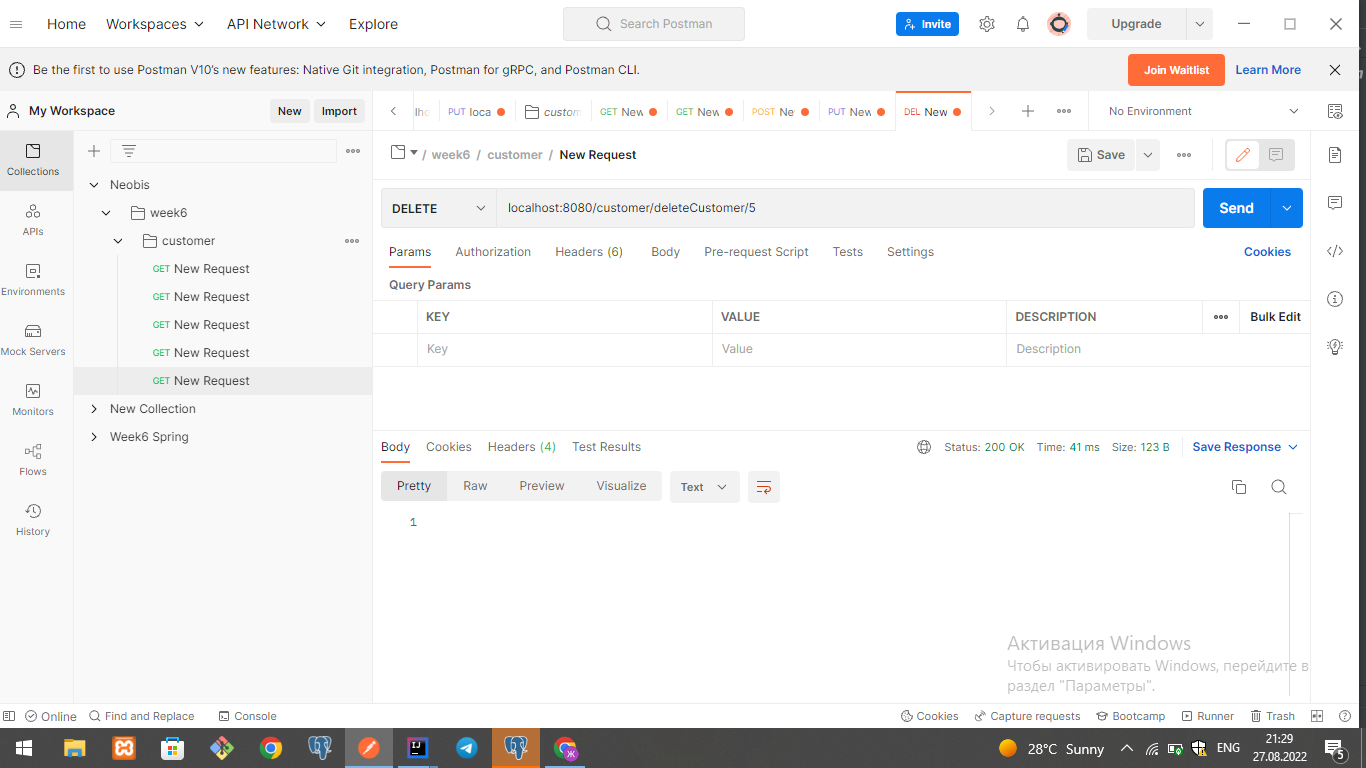 Home Workspaces API Network Explore Search Postman Invite Upgrade
Be the first to use Postman V10's new features: Native Git integration, Postman for gRPC, and Postman CLI. Join Waitlist Learn More
My Workspace New Import PUT loca custom GET New GET New POST Ne PUT New DEL New No Environment
Collections
APIs
Environments
Mock Servers
Monitors
Flows
History
Neobis
week6
customer
GET New Request
GET New Request
GET New Request
GET New Request
GET New Request
New Collection
Week6 Spring
/ week6 / customer / New Request Save
DELETE localhost:8080/customer/deleteCustomer/5 Send
Params Authorization Headers (6) Body Pre-request Script Tests Settings Cookies
Query Params
KEY VALUE DESCRIPTION Bulk Edit
Key Value Description
Body Cookies Headers (4) Test Results Status: 200 OK Time: 41 ms Size: 123 B Save Response
Pretty Raw Preview Visualize Text
1
Активация Windows
Чтобы активировать Windows, перейдите в
раздел "Параметры".
Online Find and Replace Console Cookies Capture requests Bootcamp Runner Trash
28°C Sunny ENG 21:29
27.08.2022 5